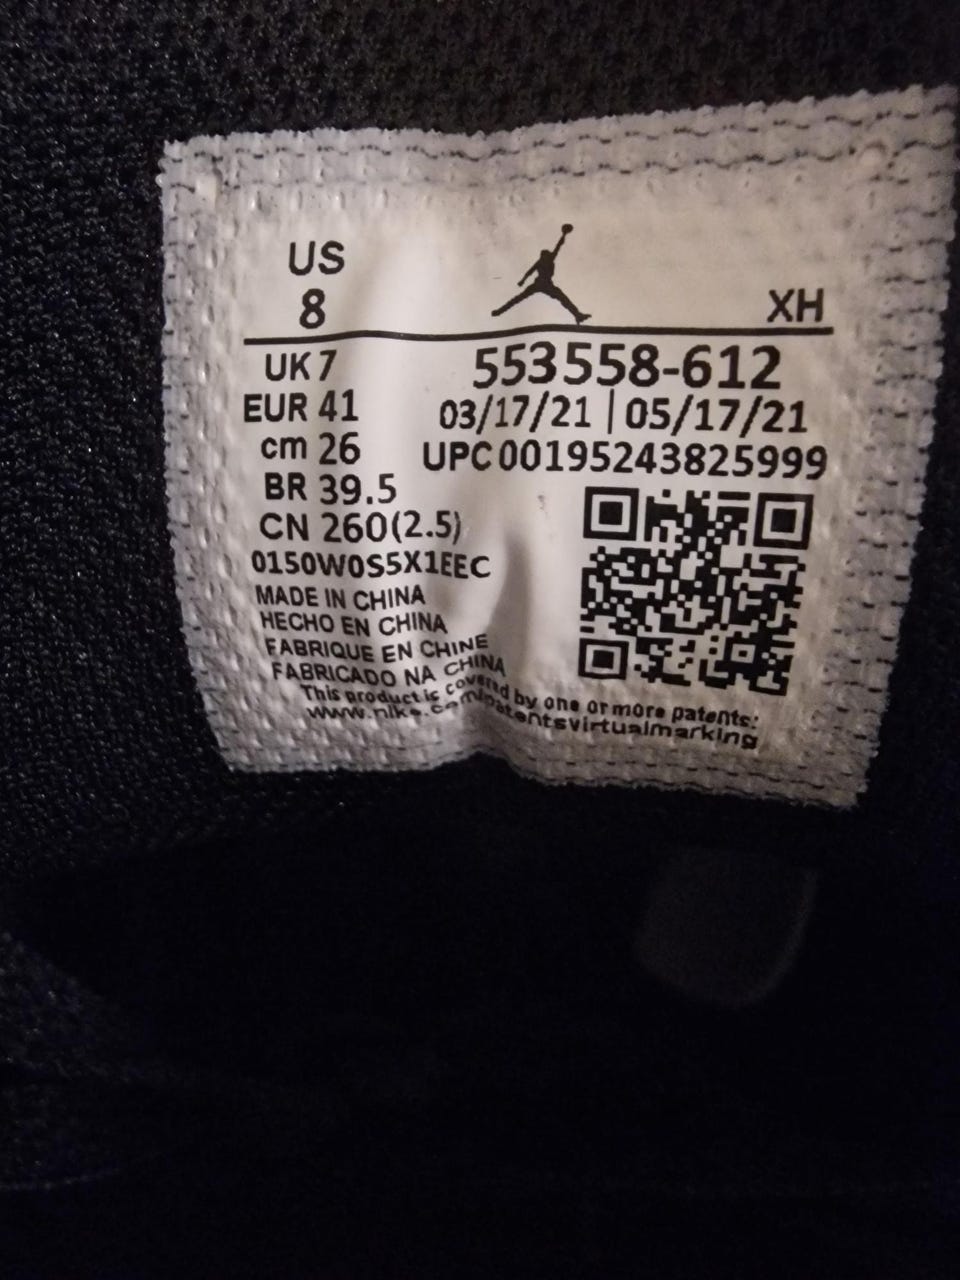 US
8
XH
UK 7
553558-612
EUR 41
03/17/21 | 05/17/21
cm 26
UPC 00195243825999
BR 39.5
CN 260(2.5)
0150W0S5X1EEC
MADE IN CHINA
HECHO EN CHINA
FABRIQUE EN CHINE
FABRICADO NA CHINA
This product is covered by one or more patents:
www.nike.com/patentsvirtualmarking